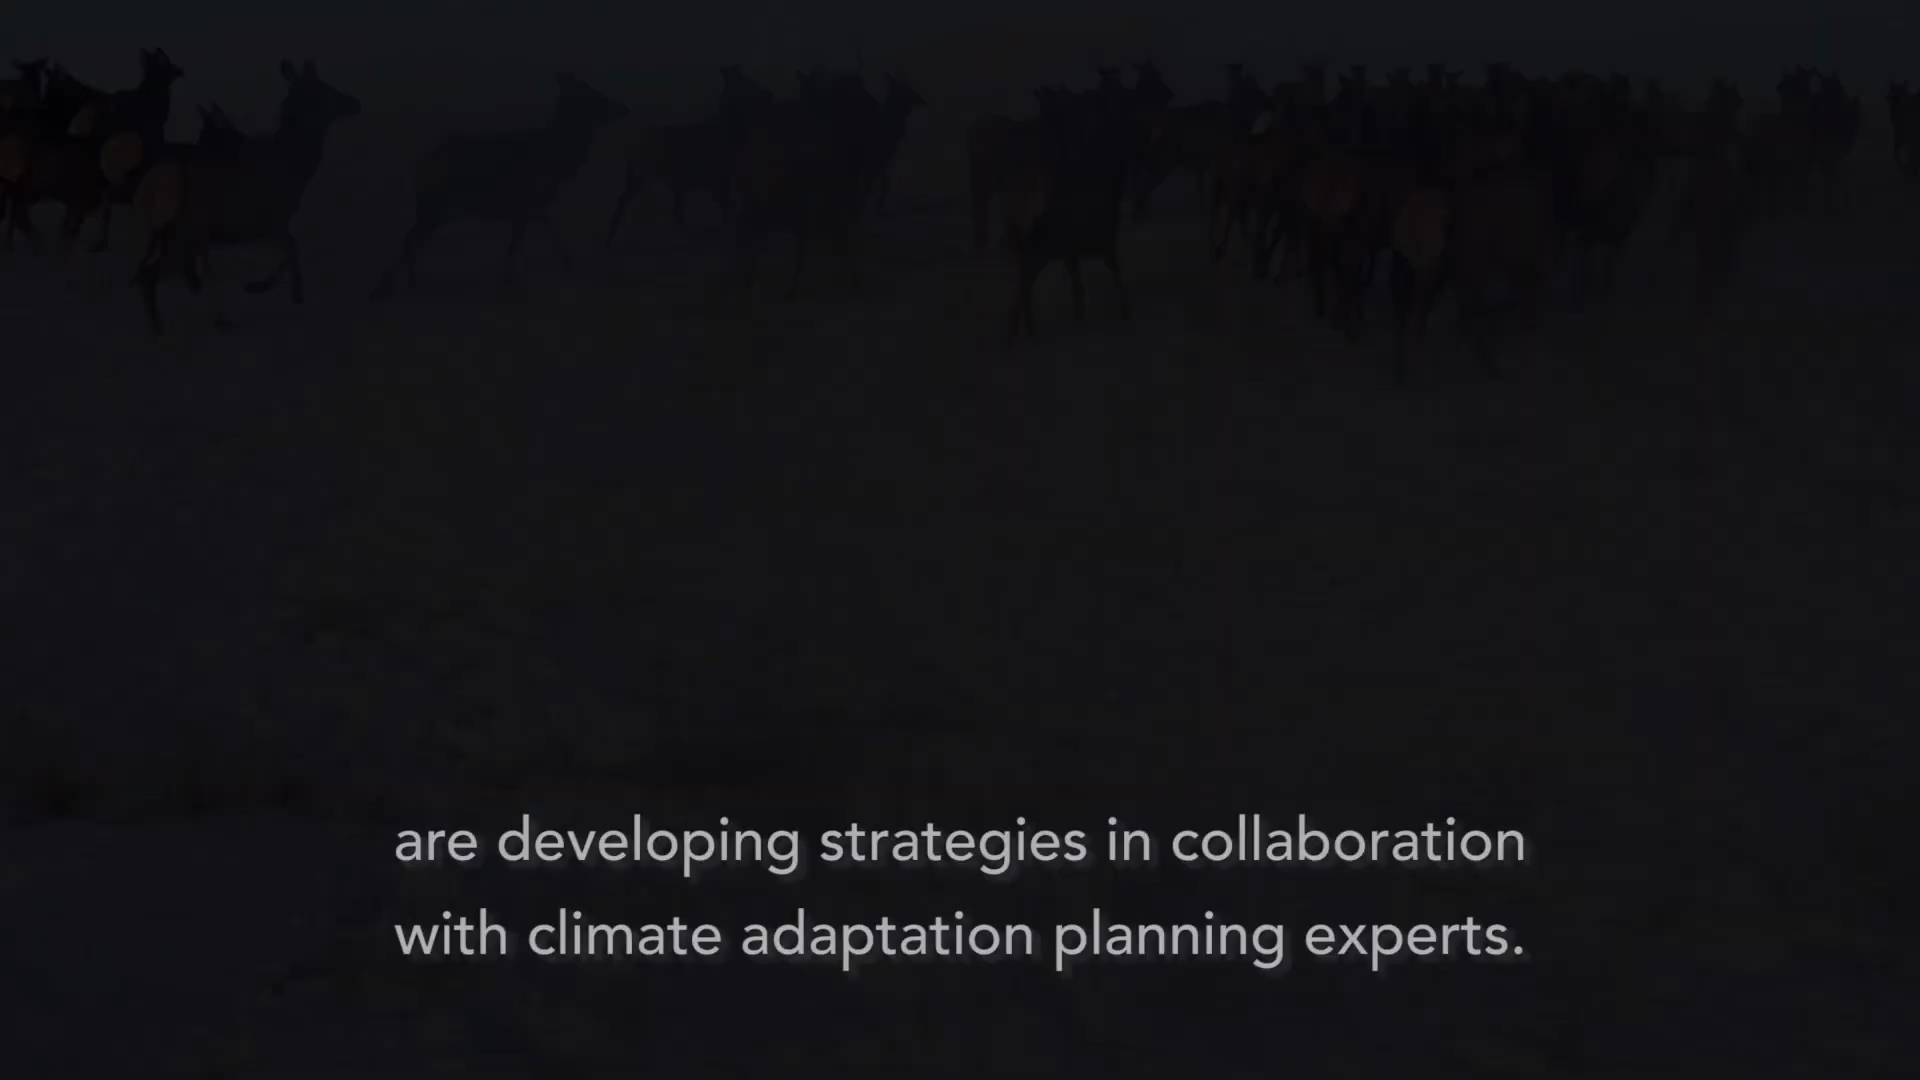 are developing strategies in collaboration
with climate adaptation planning experts.